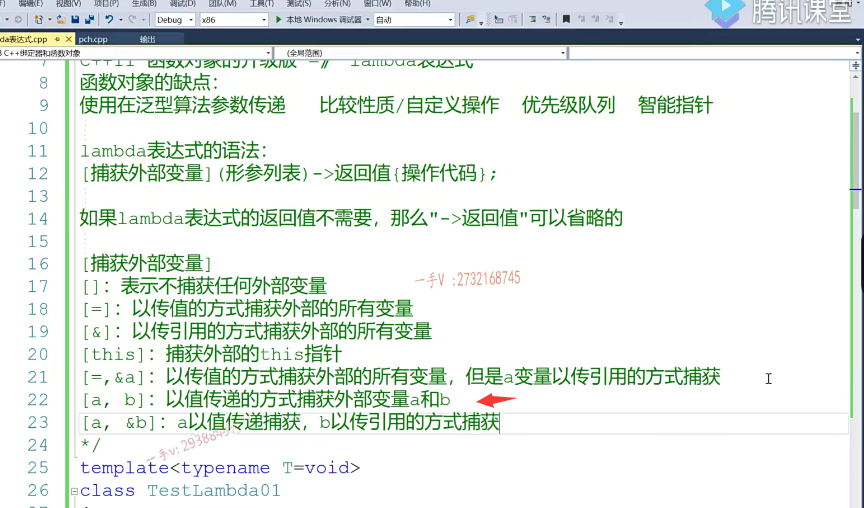 编辑(E) 视图(V) 项目(P) 生成(B) 调试(D) 团队(M) 工具(T) 测试(S) 分析(N) 窗口(W) 帮助(H)
Debug x86 本地 Windows 调试器 自动
腾讯课堂
da表达式.cpp pch.cpp 输出
C++绑定器和函数对象 (全局范围)
7 C++11 函数对象的升级版 =》 lambda表达式
8 函数对象的缺点：
9 使用在泛型算法参数传递 比较性质/自定义操作 优先级队列 智能指针
10
11 lambda表达式的语法：
12 [捕获外部变量](形参列表)->返回值{操作代码};
13
14 如果lambda表达式的返回值不需要，那么"->返回值"可以省略的
15
16 [捕获外部变量]
17 []：表示不捕获任何外部变量
一手V :2732168745
18 [=]：以传值的方式捕获外部的所有变量
19 [&]：以传引用的方式捕获外部的所有变量
20 [this]：捕获外部的this指针
21 [=,&a]：以传值的方式捕获外部的所有变量，但是a变量以传引用的方式捕获
22 [a, b]：以值传递的方式捕获外部变量a和b
23 [a, &b]：a以值传递捕获，b以传引用的方式捕获
24 */
一手v:
25 template<typename T=void>
26 class TestLambda01